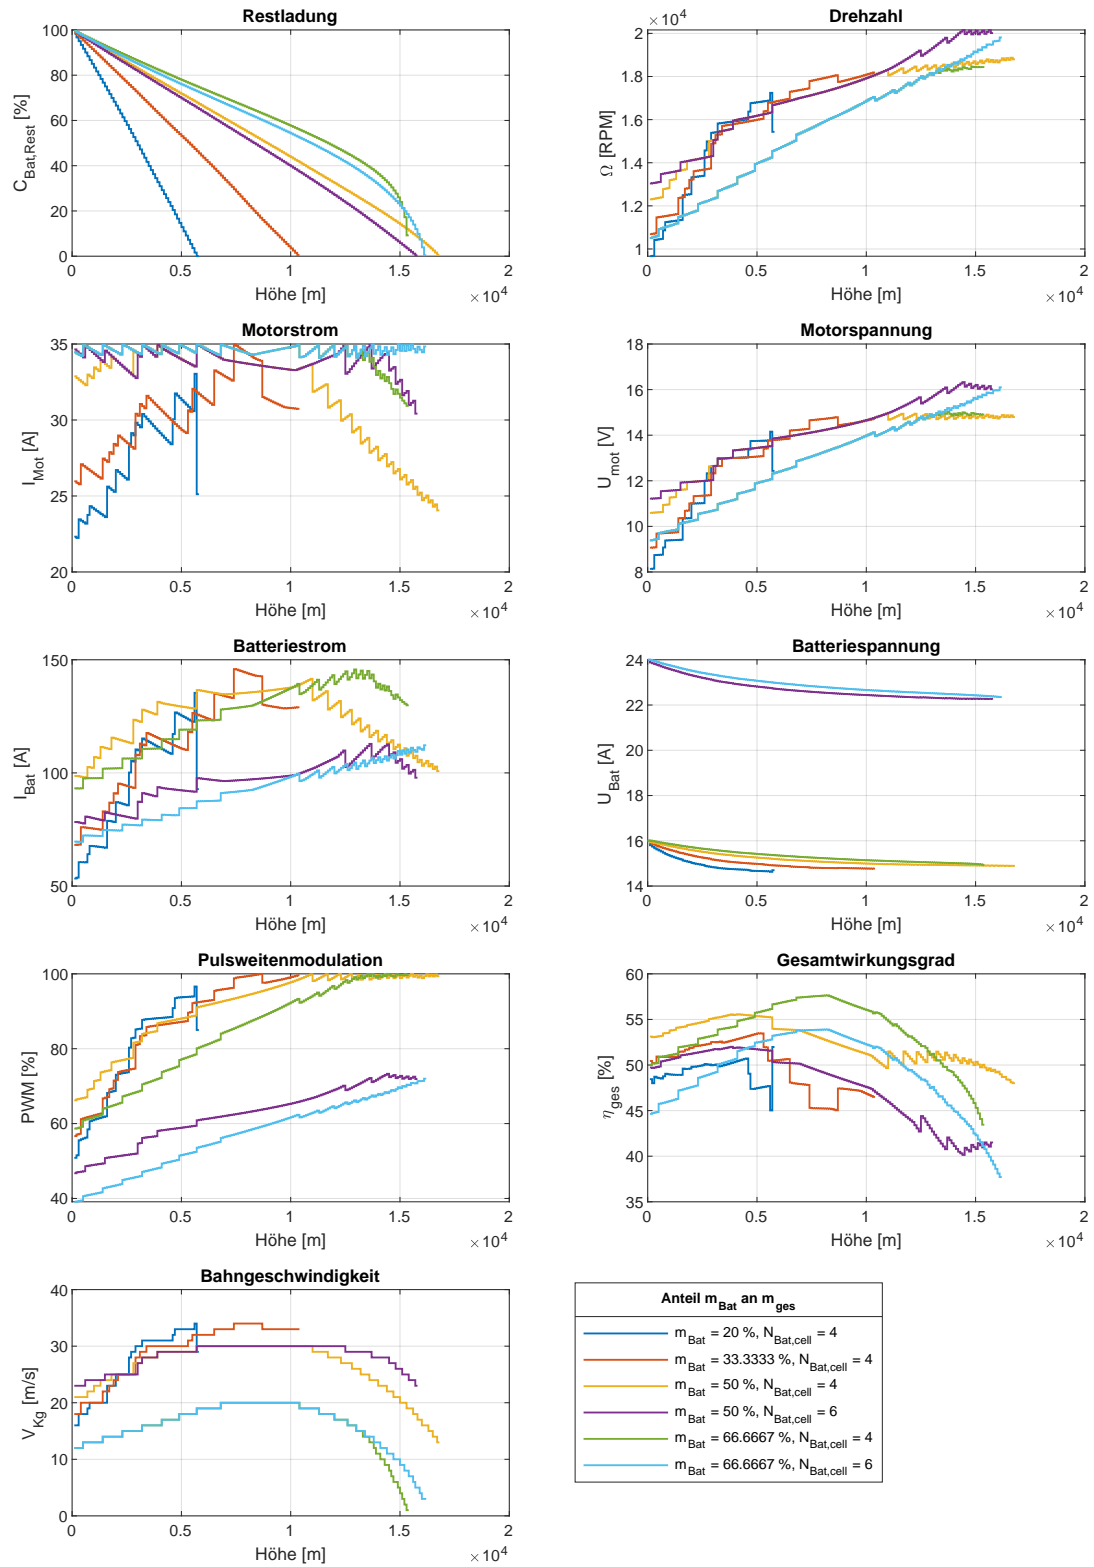 Restladung
C_Bat,Rest [%]
100
80
60
40
20
0
0 0.5 1 1.5 2
Höhe [m]
×10^4
Drehzahl
×10^4
Ω [RPM]
2
1.8
1.6
1.4
1.2
1
0 0.5 1 1.5 2
Höhe [m]
×10^4
Motorstrom
I_Mot [A]
35
30
25
20
0 0.5 1 1.5 2
Höhe [m]
×10^4
Motorspannung
U_mot [V]
18
16
14
12
10
8
0 0.5 1 1.5 2
Höhe [m]
×10^4
Batteriestrom
I_Bat [A]
150
100
50
0 0.5 1 1.5 2
Höhe [m]
×10^4
Batteriespannung
U_Bat [A]
24
22
20
18
16
14
0 0.5 1 1.5 2
Höhe [m]
×10^4
Pulsweitenmodulation
PWM [%]
100
80
60
40
0 0.5 1 1.5 2
Höhe [m]
×10^4
Gesamtwirkungsgrad
η_ges [%]
60
55
50
45
40
35
0 0.5 1 1.5 2
Höhe [m]
×10^4
Bahngeschwindigkeit
V_Kg [m/s]
40
30
20
10
0
0 0.5 1 1.5 2
Höhe [m]
×10^4
Anteil m_Bat an m_ges
m_Bat = 20 %, N_Bat,cell = 4
m_Bat = 33.3333 %, N_Bat,cell = 4
m_Bat = 50 %, N_Bat,cell = 4
m_Bat = 50 %, N_Bat,cell = 6
m_Bat = 66.6667 %, N_Bat,cell = 4
m_Bat = 66.6667 %, N_Bat,cell = 6